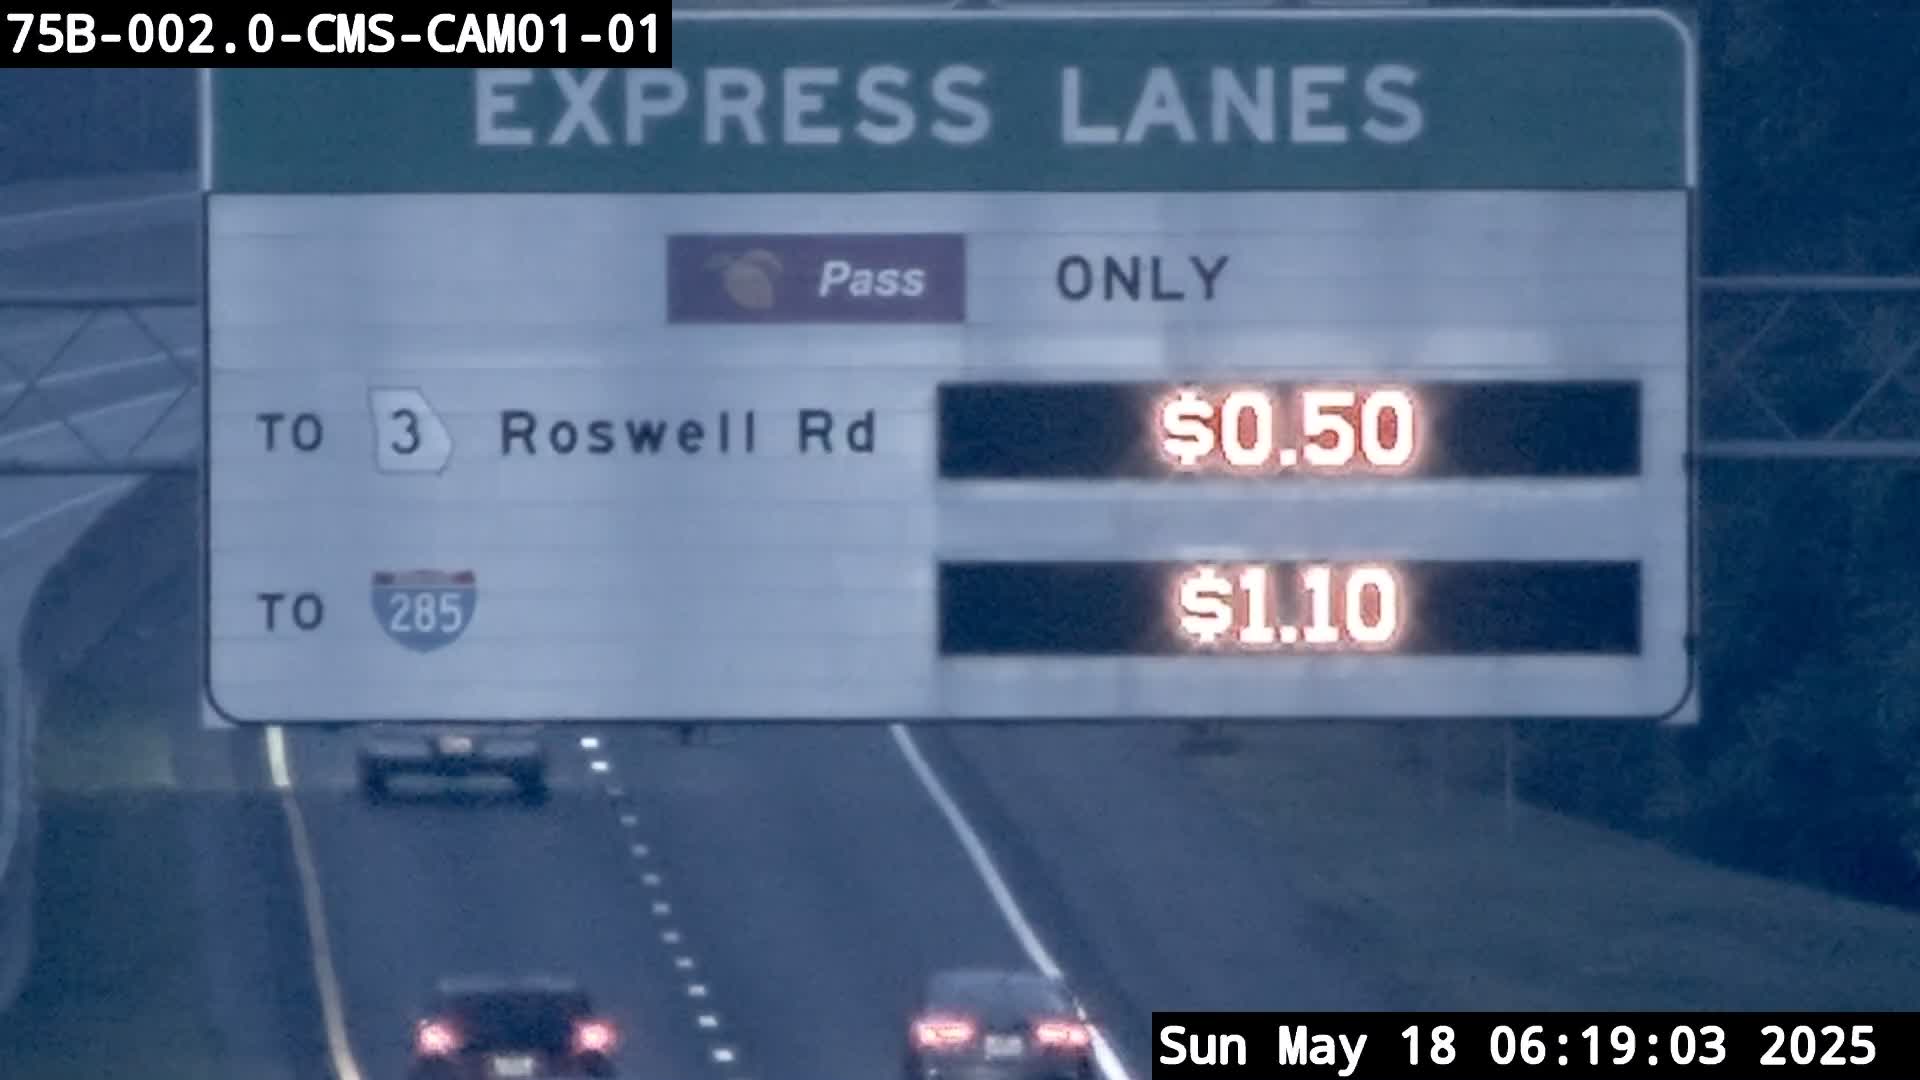 75B-002.0-CMS-CAM01-01
EXPRESS LANES
Pass ONLY
TO 3 Roswell Rd $0.50
TO 285 $1.10
Sun May 18 06:19:03 2025